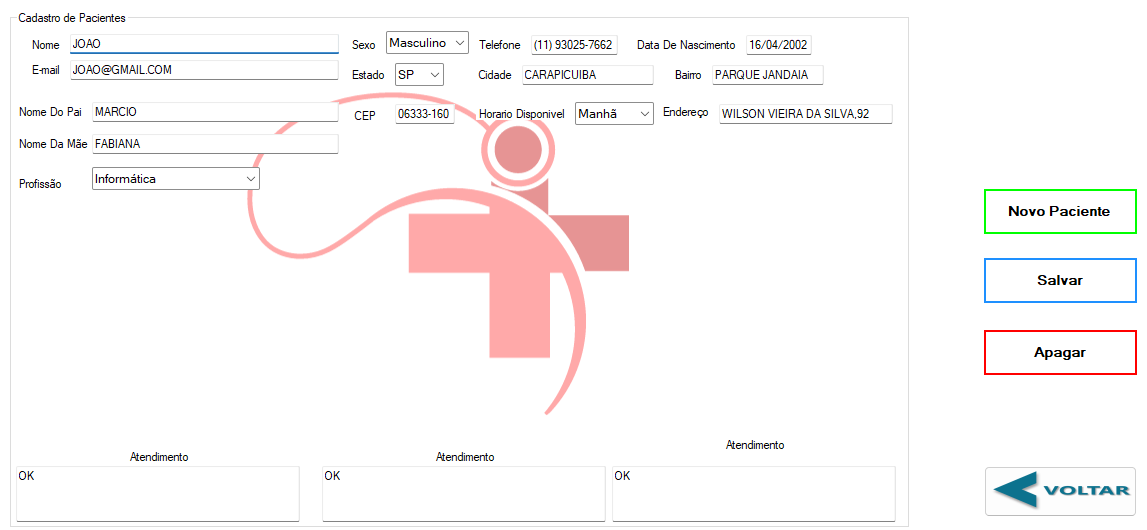 Cadastro de Pacientes
Nome JOAO Sexo Masculino Telefone (11) 93025-7662 Data De Nascimento 16/04/2002
E-mail JOAO@GMAIL.COM Estado SP Cidade CARAPICUIBA Bairro PARQUE JANDAIA
Nome Do Pai MARCIO CEP 06333-160 Horario Disponivel Manhã Endereço WILSON VIEIRA DA SILVA,92
Nome Da Mãe FABIANA
Profissão Informática
Novo Paciente
Salvar
Apagar
Atendimento Atendimento Atendimento
OK OK OK
VOLTAR